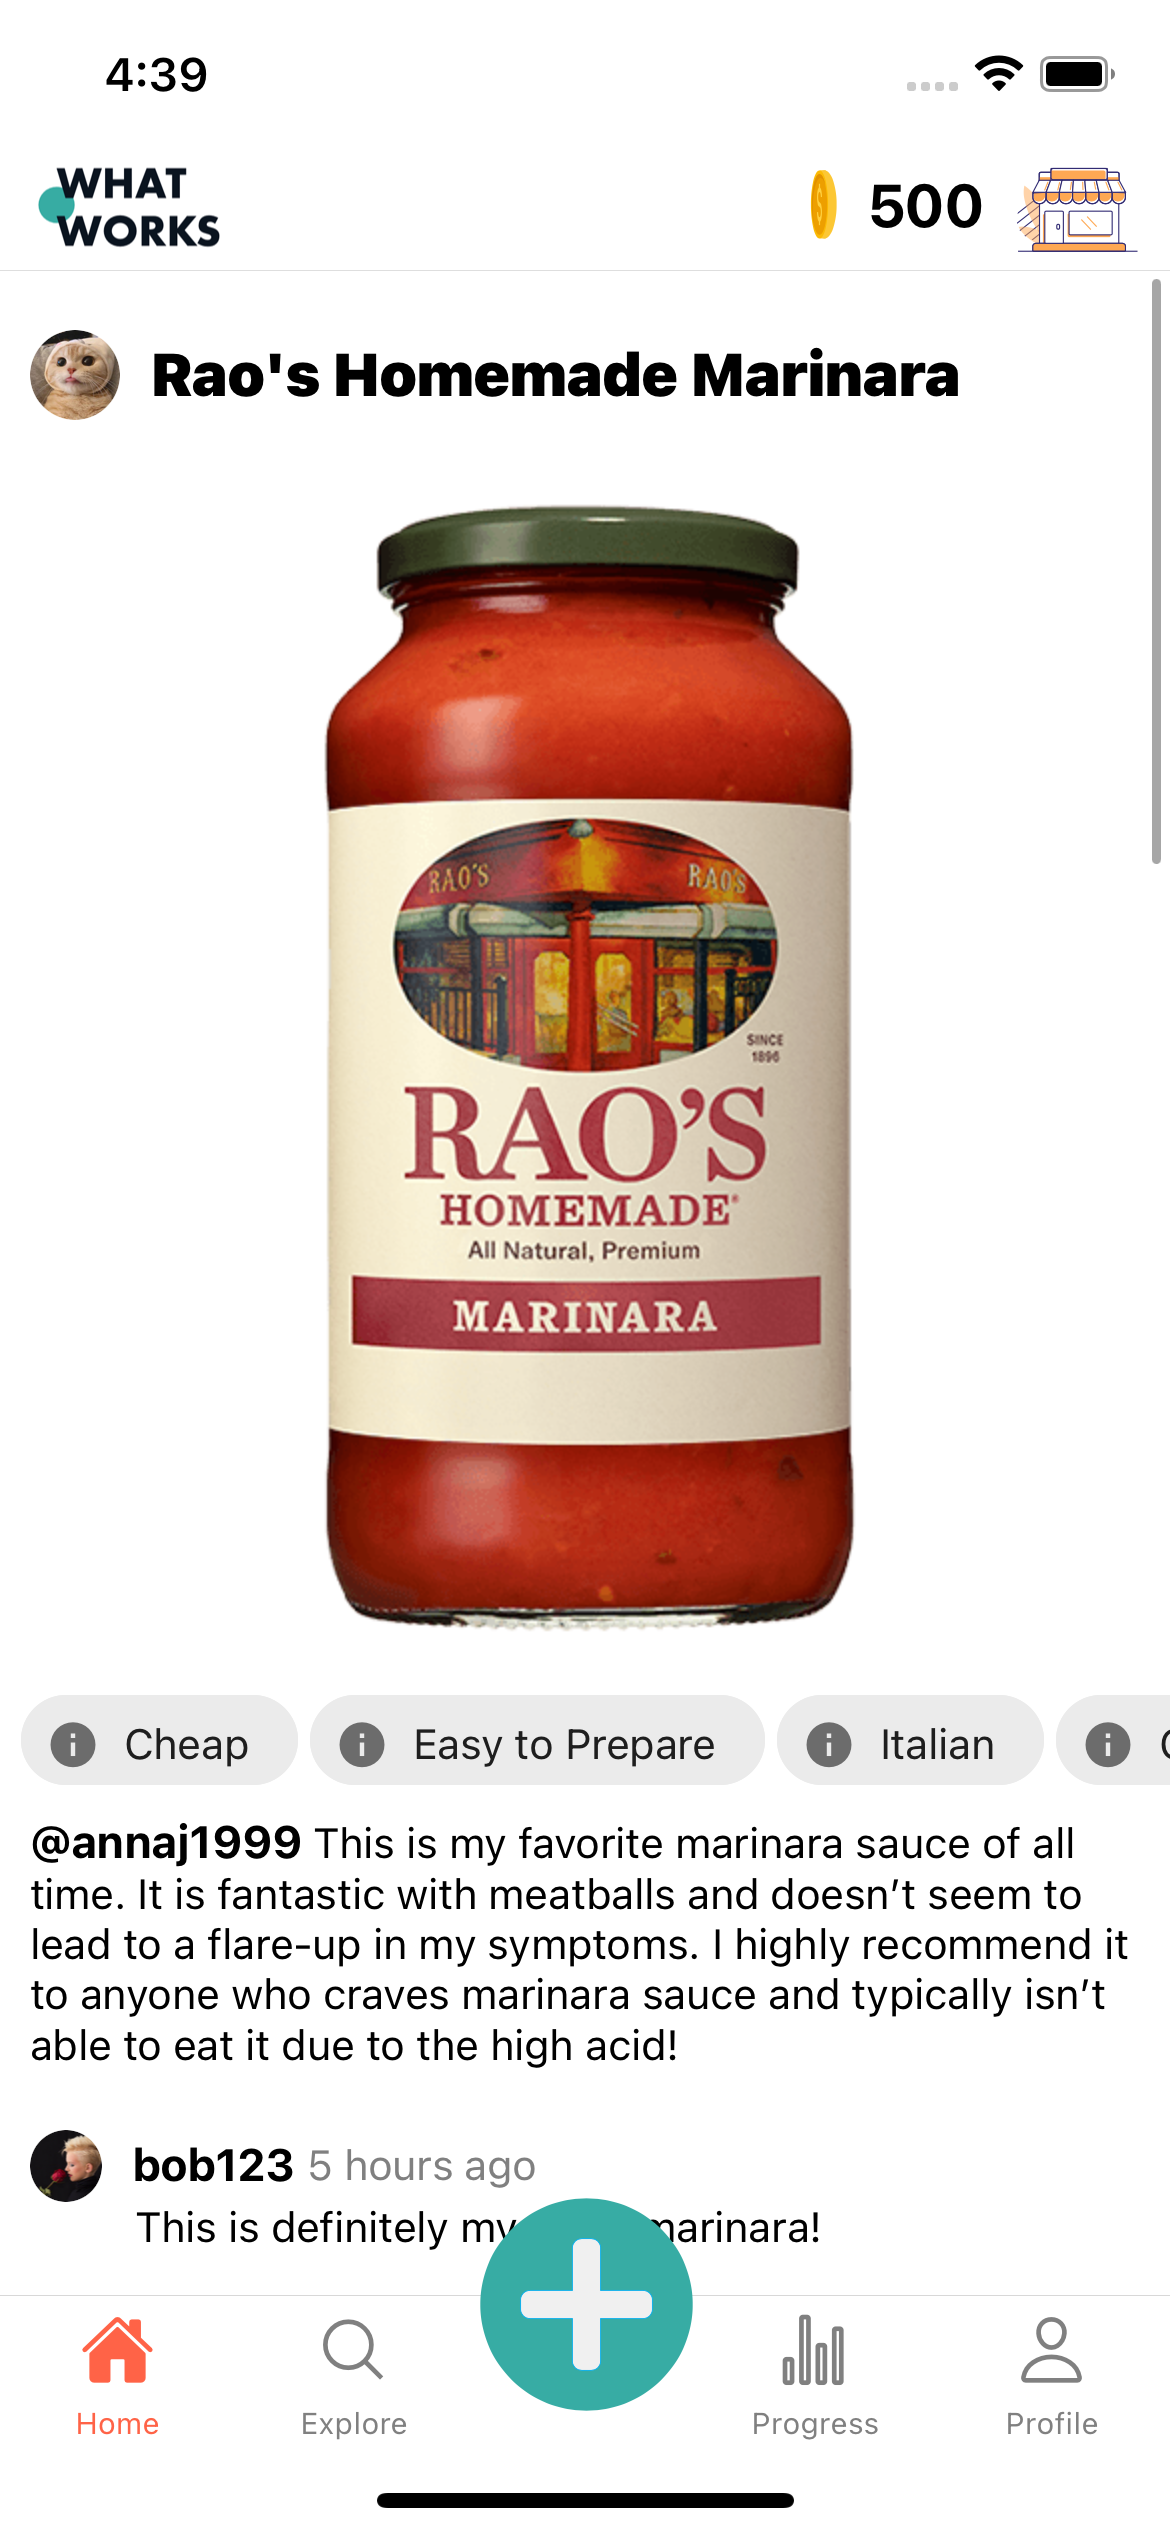 4:39
WHAT
WORKS
500
Rao's Homemade Marinara
RAO'S
RAO'S
SINCE
1896
RAO'S
HOMEMADE®
All Natural, Premium
MARINARA
Cheap
Easy to Prepare
Italian
@annaj1999 This is my favorite marinara sauce of all
time. It is fantastic with meatballs and doesn’t seem to
lead to a flare-up in my symptoms. I highly recommend it
to anyone who craves marinara sauce and typically isn’t
able to eat it due to the high acid!
bob123 5 hours ago
This is definitely my marinara!
Home
Explore
Progress
Profile